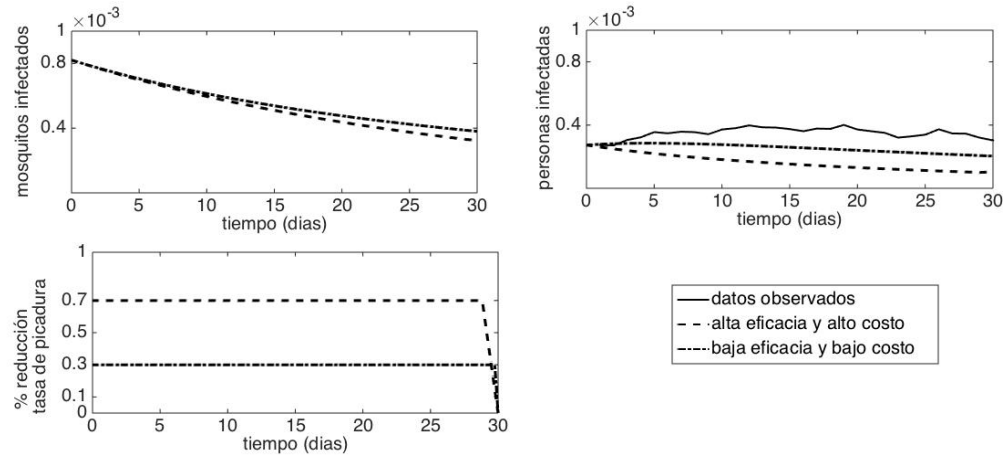 ×10⁻³
1
0.8
0.4
mosquitos infectados
0 5 10 15 20 25 30
tiempo (dias)
×10⁻³
1
0.8
0.4
personas infectadas
0 5 10 15 20 25 30
tiempo (dias)
1
0.7
0.5
0.3
0.1
0
% reducción
tasa de picadura
0 5 10 15 20 25 30
tiempo (dias)
datos observados
alta eficacia y alto costo
baja eficacia y bajo costo